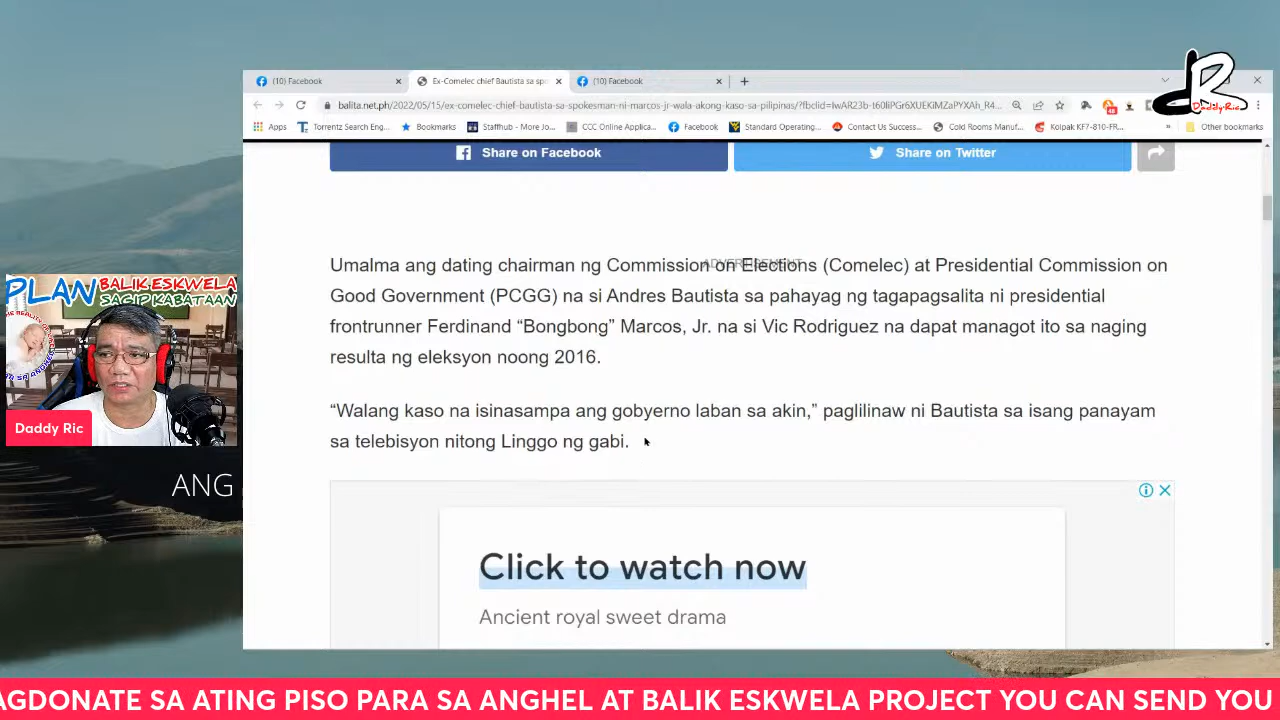 (10) Facebook
Ex-Comelec chief Bautista sa spo
(10) Facebook
balita.net.ph/2022/05/15/ex-comelec-chief-bautista-sa-spokesman-ni-marcos-jr-wala-akong-kaso-sa-pilipinas/?fbclid=IwAR23b-t60liPGr6XUEKiMZaPYXAh_R4...
Apps
Torrentz Search Eng...
Bookmarks
Staffhub - More Jo...
CCC Online Applica...
Facebook
Standard Operating...
Contact Us Success...
Cold Rooms Manuf...
Kolpak KF7-810-FR...
»
Other bookmarks
Daddy Ric
Share on Facebook
Share on Twitter
ADVERTISEMENT
Umalma ang dating chairman ng Commission on Elections (Comelec) at Presidential Commission on
Good Government (PCGG) na si Andres Bautista sa pahayag ng tagapagsalita ni presidential
frontrunner Ferdinand “Bongbong” Marcos, Jr. na si Vic Rodriguez na dapat managot ito sa naging
resulta ng eleksyon noong 2016.
“Walang kaso na isinasampa ang gobyerno laban sa akin,” paglilinaw ni Bautista sa isang panayam
sa telebisyon nitong Linggo ng gabi.
Click to watch now
Ancient royal sweet drama
PLAN BALIK ESKWELA
SAGIP KABATAAN
Daddy Ric
ANG
AGDONATE SA ATING PISO PARA SA ANGHEL AT BALIK ESKWELA PROJECT YOU CAN SEND YOU